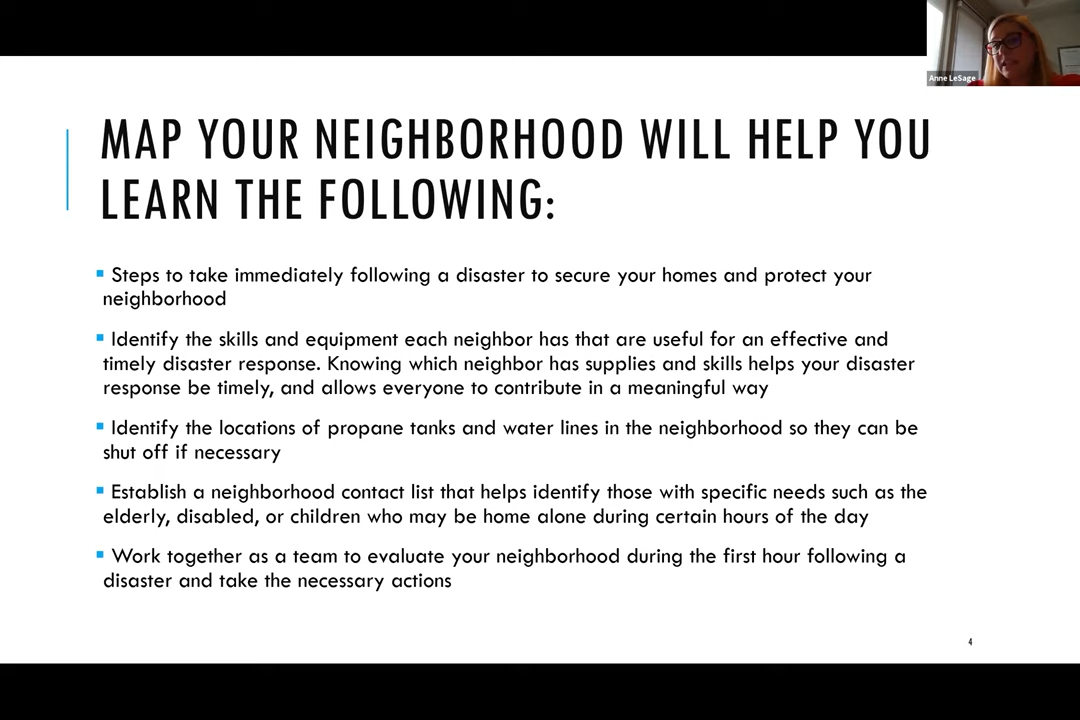 Anne LeSage
MAP YOUR NEIGHBORHOOD WILL HELP YOU
LEARN THE FOLLOWING:
▪ Steps to take immediately following a disaster to secure your homes and protect your
neighborhood
▪ Identify the skills and equipment each neighbor has that are useful for an effective and
timely disaster response. Knowing which neighbor has supplies and skills helps your disaster
response be timely, and allows everyone to contribute in a meaningful way
▪ Identify the locations of propane tanks and water lines in the neighborhood so they can be
shut off if necessary
▪ Establish a neighborhood contact list that helps identify those with specific needs such as the
elderly, disabled, or children who may be home alone during certain hours of the day
▪ Work together as a team to evaluate your neighborhood during the first hour following a
disaster and take the necessary actions
4